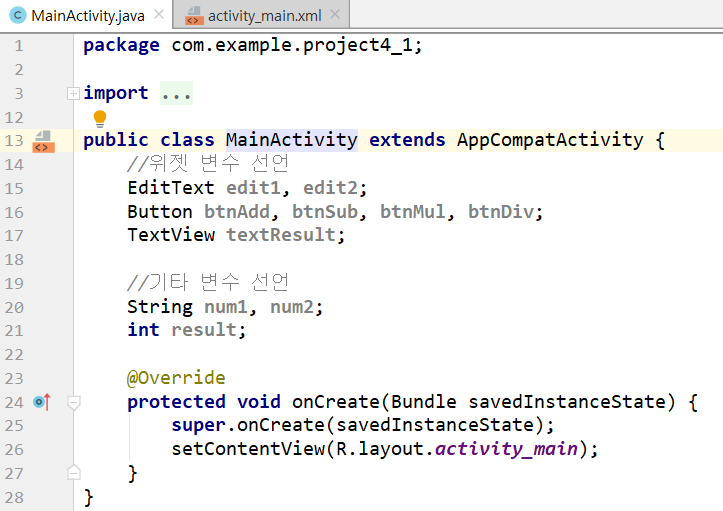 MainActivity.java activity_main.xml
1 package com.example.project4_1;
2
3 import ...
12
13 public class MainActivity extends AppCompatActivity {
14 //위젯 변수 선언
15 EditText edit1, edit2;
16 Button btnAdd, btnSub, btnMul, btnDiv;
17 TextView textResult;
18
19 //기타 변수 선언
20 String num1, num2;
21 int result;
22
23 @Override
24 protected void onCreate(Bundle savedInstanceState) {
25 super.onCreate(savedInstanceState);
26 setContentView(R.layout.activity_main);
27 }
28 }